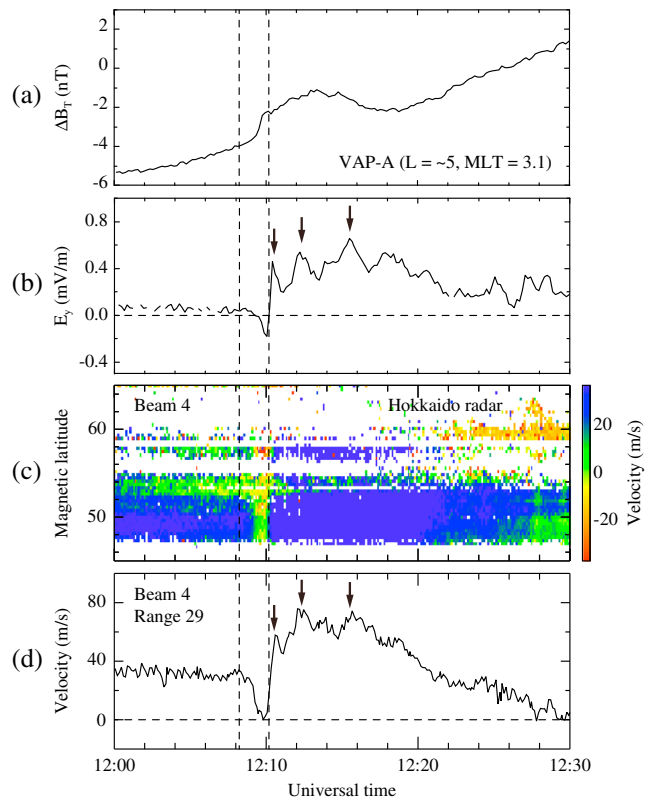 (a)
ΔB_T (nT)
2
0
-2
-4
-6
VAP-A (L = ~5, MLT = 3.1)
(b)
E_y (mV/m)
0.8
0.4
0.0
-0.4
(c)
Magnetic latitude
60
50
Beam 4
Hokkaido radar
20
0
-20
Velocity (m/s)
(d)
Velocity (m/s)
80
40
0
Beam 4
Range 29
12:00
12:10
12:20
12:30
Universal time